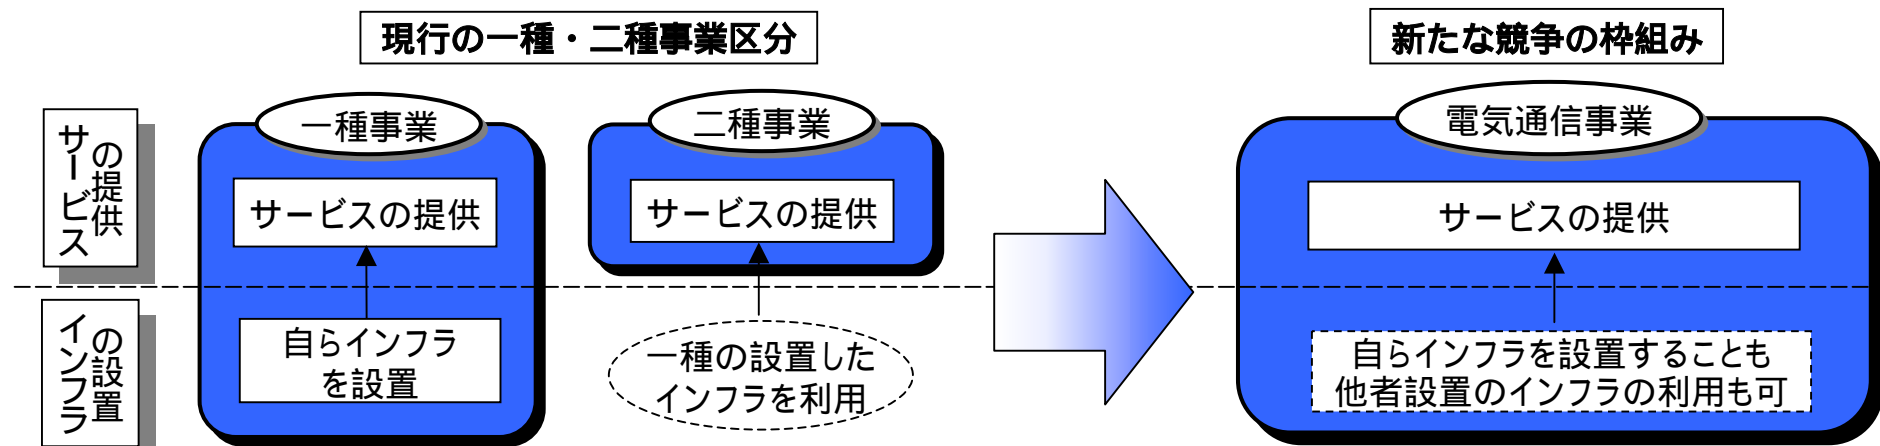 現行の一種・二種事業区分
新たな競争の枠組み
サービス
の提供
一種事業
サービスの提供
自らインフラ
を設置
二種事業
サービスの提供
一種の設置した
インフラを利用
電気通信事業
サービスの提供
自らインフラを設置することも
他者設置のインフラの利用も可
インフラ
の設置